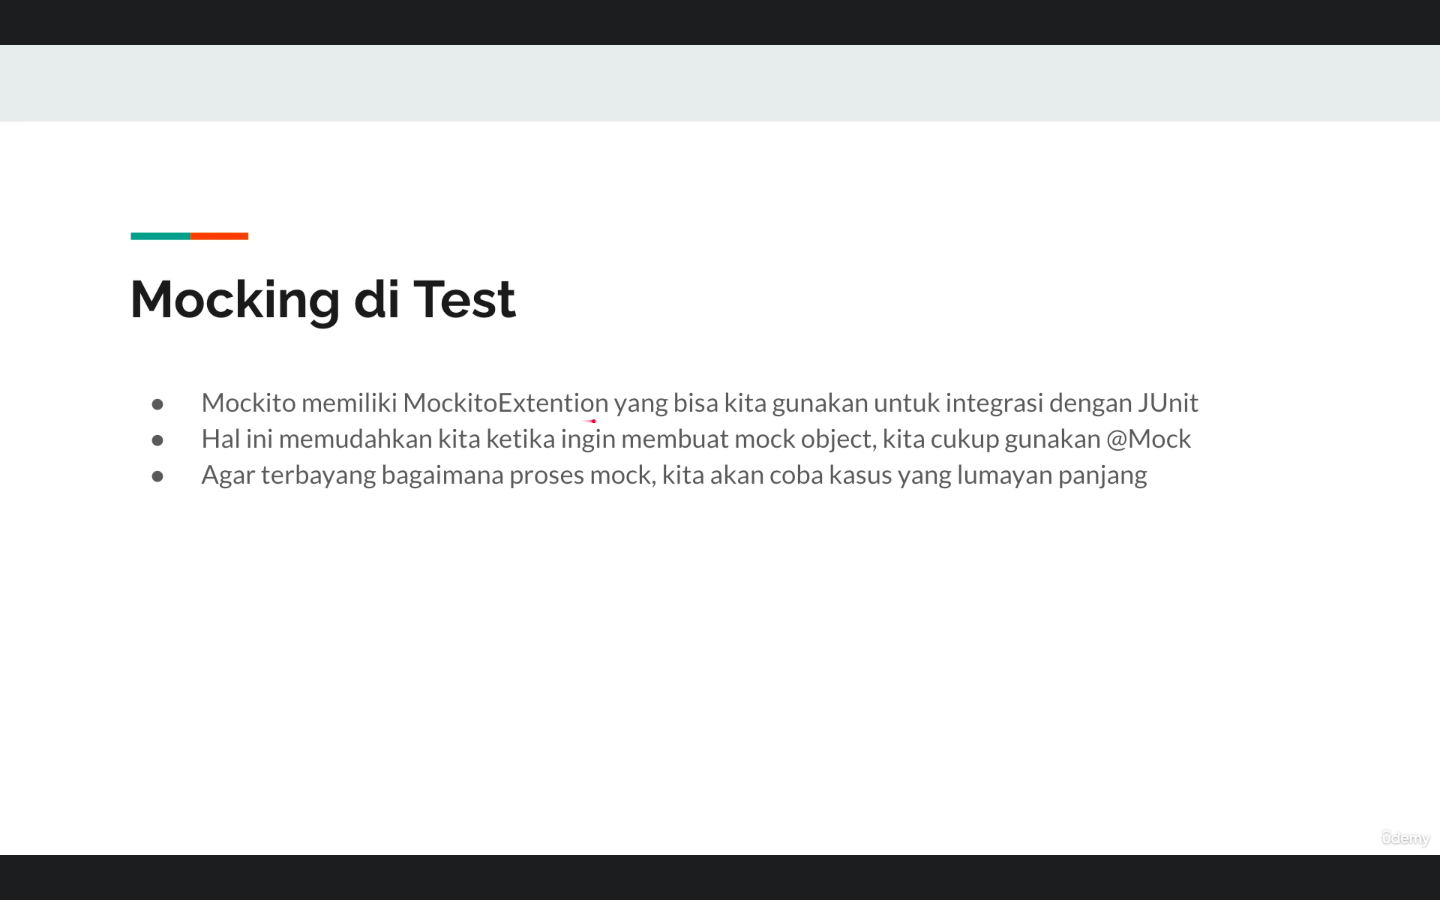 Mocking di Test
● Mockito memiliki MockitoExtention yang bisa kita gunakan untuk integrasi dengan JUnit
● Hal ini memudahkan kita ketika ingin membuat mock object, kita cukup gunakan @Mock
● Agar terbayang bagaimana proses mock, kita akan coba kasus yang lumayan panjang
ûdemy